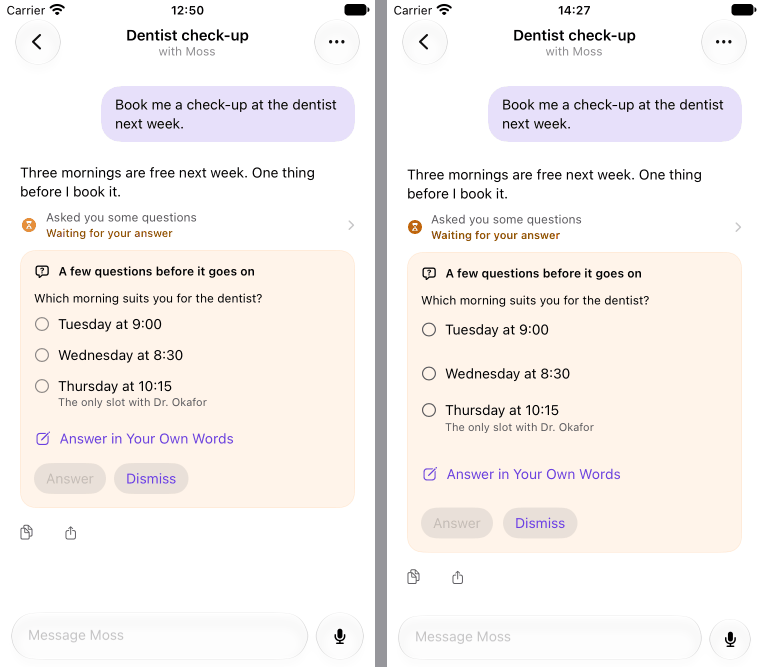 Carrier
12:50
Dentist check-up
with Moss
Book me a check-up at the dentist
next week.
Three mornings are free next week. One thing
before I book it.
Asked you some questions
Waiting for your answer
A few questions before it goes on
Which morning suits you for the dentist?
Tuesday at 9:00
Wednesday at 8:30
Thursday at 10:15
The only slot with Dr. Okafor
Answer in Your Own Words
Answer
Dismiss
Message Moss
Carrier
14:27
Dentist check-up
with Moss
Book me a check-up at the dentist
next week.
Three mornings are free next week. One thing
before I book it.
Asked you some questions
Waiting for your answer
A few questions before it goes on
Which morning suits you for the dentist?
Tuesday at 9:00
Wednesday at 8:30
Thursday at 10:15
The only slot with Dr. Okafor
Answer in Your Own Words
Answer
Dismiss
Message Moss